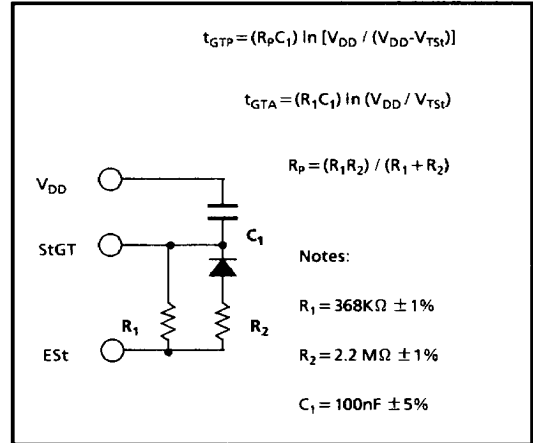 t_GTP = (R_PC_1) ln [V_DD / (V_DD-V_TSt)]
t_GTA = (R_1C_1) ln (V_DD / V_TSt)
R_P = (R_1R_2) / (R_1 + R_2)
V_DD
C_1
StGT
Notes:
R_1 = 368KΩ ±1%
R_1
R_2
ESt
R_2 = 2.2 MΩ ±1%
C_1 = 100nF ±5%